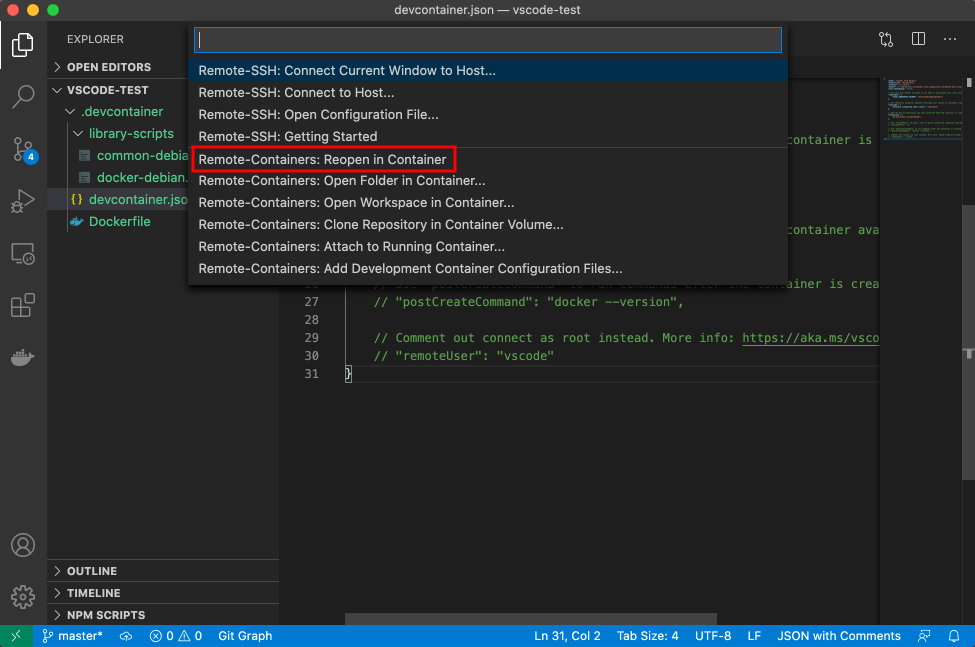 devcontainer.json — vscode-test
EXPLORER
OPEN EDITORS
VSCODE-TEST
.devcontainer
library-scripts
common-debia
docker-debian.
{} devcontainer.jso
Dockerfile
4
Remote-SSH: Connect Current Window to Host...
Remote-SSH: Connect to Host...
Remote-SSH: Open Configuration File...
Remote-SSH: Getting Started
Remote-Containers: Reopen in Container
Remote-Containers: Open Folder in Container...
Remote-Containers: Open Workspace in Container...
Remote-Containers: Clone Repository in Container Volume...
Remote-Containers: Attach to Running Container...
Remote-Containers: Add Development Container Configuration Files...
container is
container ava
container is crea
27 // "postCreateCommand": "docker --version",
28
29 // Comment out connect as root instead. More info: https://aka.ms/vsco
30 // "remoteUser": "vscode"
31 }
OUTLINE
TIMELINE
NPM SCRIPTS
master* 0 0 Git Graph Ln 31, Col 2 Tab Size: 4 UTF-8 LF JSON with Comments